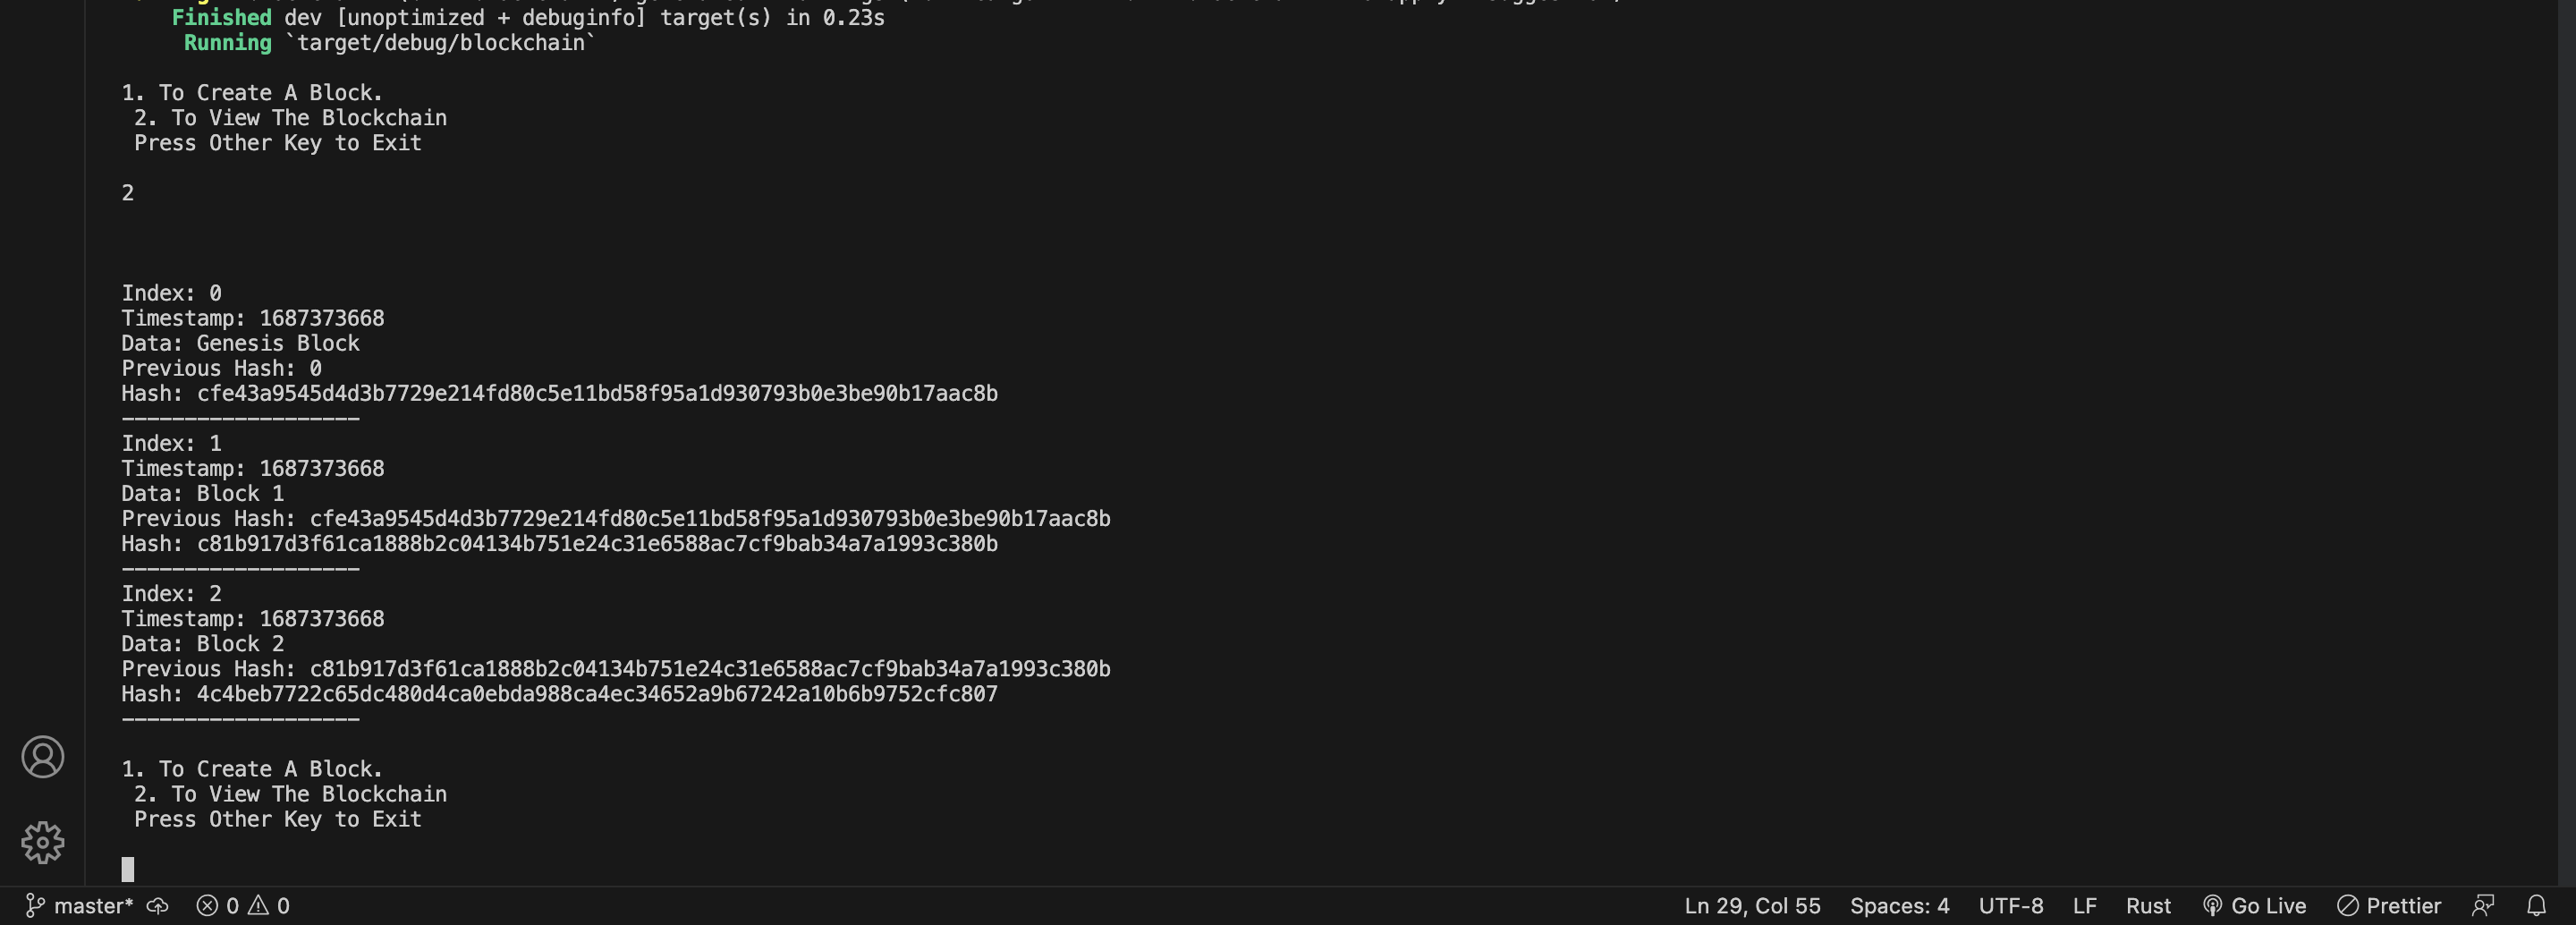 Finished dev [unoptimized + debuginfo] target(s) in 0.23s
Running `target/debug/blockchain`
1. To Create A Block.
2. To View The Blockchain
Press Other Key to Exit
2
Index: 0
Timestamp: 1687373668
Data: Genesis Block
Previous Hash: 0
Hash: cfe43a9545d4d3b7729e214fd80c5e11bd58f95a1d930793b0e3be90b17aac8b
-------------------
Index: 1
Timestamp: 1687373668
Data: Block 1
Previous Hash: cfe43a9545d4d3b7729e214fd80c5e11bd58f95a1d930793b0e3be90b17aac8b
Hash: c81b917d3f61ca1888b2c04134b751e24c31e6588ac7cf9bab34a7a1993c380b
-------------------
Index: 2
Timestamp: 1687373668
Data: Block 2
Previous Hash: c81b917d3f61ca1888b2c04134b751e24c31e6588ac7cf9bab34a7a1993c380b
Hash: 4c4beb7722c65dc480d4ca0ebda988ca4ec34652a9b67242a10b6b9752cfc807
-------------------
1. To Create A Block.
2. To View The Blockchain
Press Other Key to Exit
master* 0 0 Ln 29, Col 55 Spaces: 4 UTF-8 LF Rust Go Live Prettier